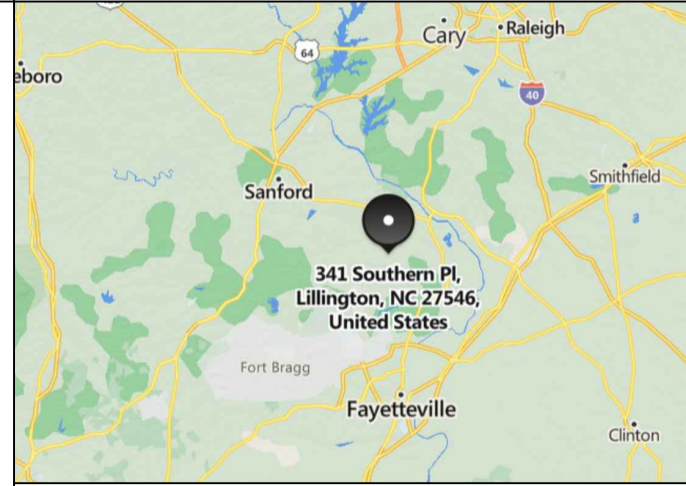 Cary
Raleigh
64
eboro
40
Smithfield
Sanford
341 Southern Pl,
Lillington, NC 27546,
United States
Fort Bragg
Fayetteville
Clinton